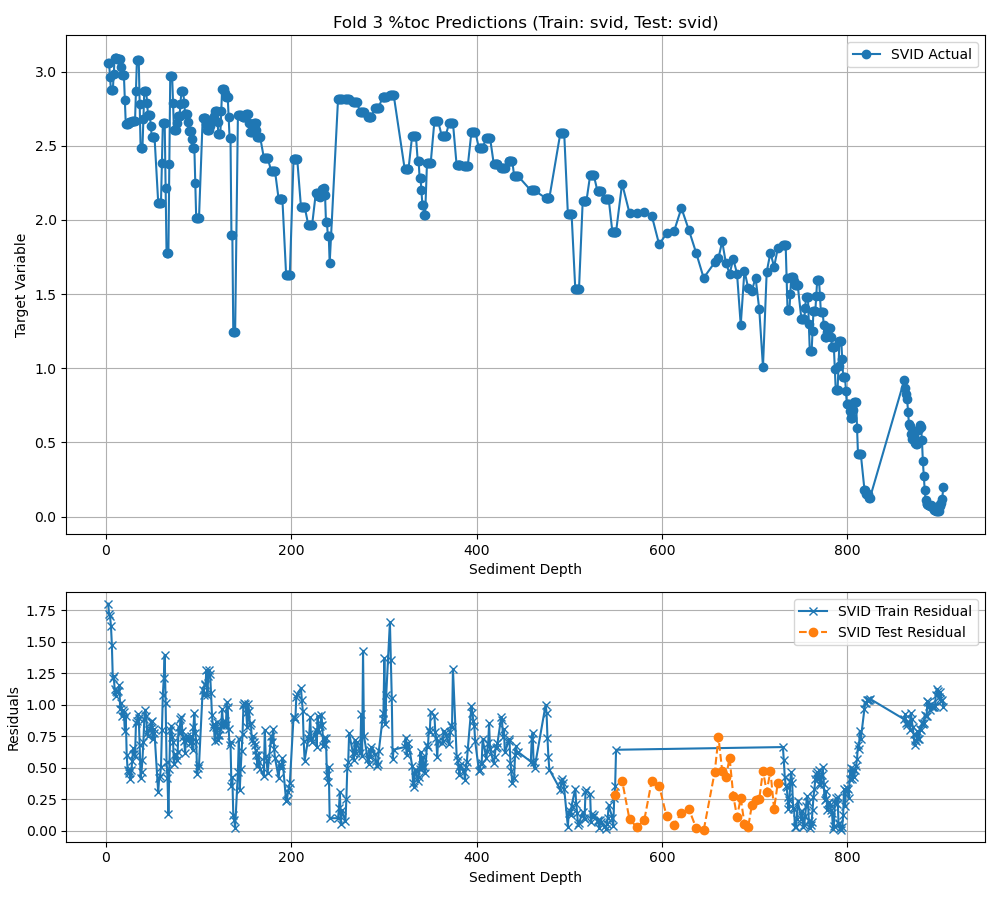 Fold 3 %toc Predictions (Train: svid, Test: svid)
SVID Actual
Target Variable
3.0
2.5
2.0
1.5
1.0
0.5
0.0
0 200 400 600 800
Sediment Depth
SVID Train Residual
SVID Test Residual
Residuals
1.75
1.50
1.25
1.00
0.75
0.50
0.25
0.00
0 200 400 600 800
Sediment Depth